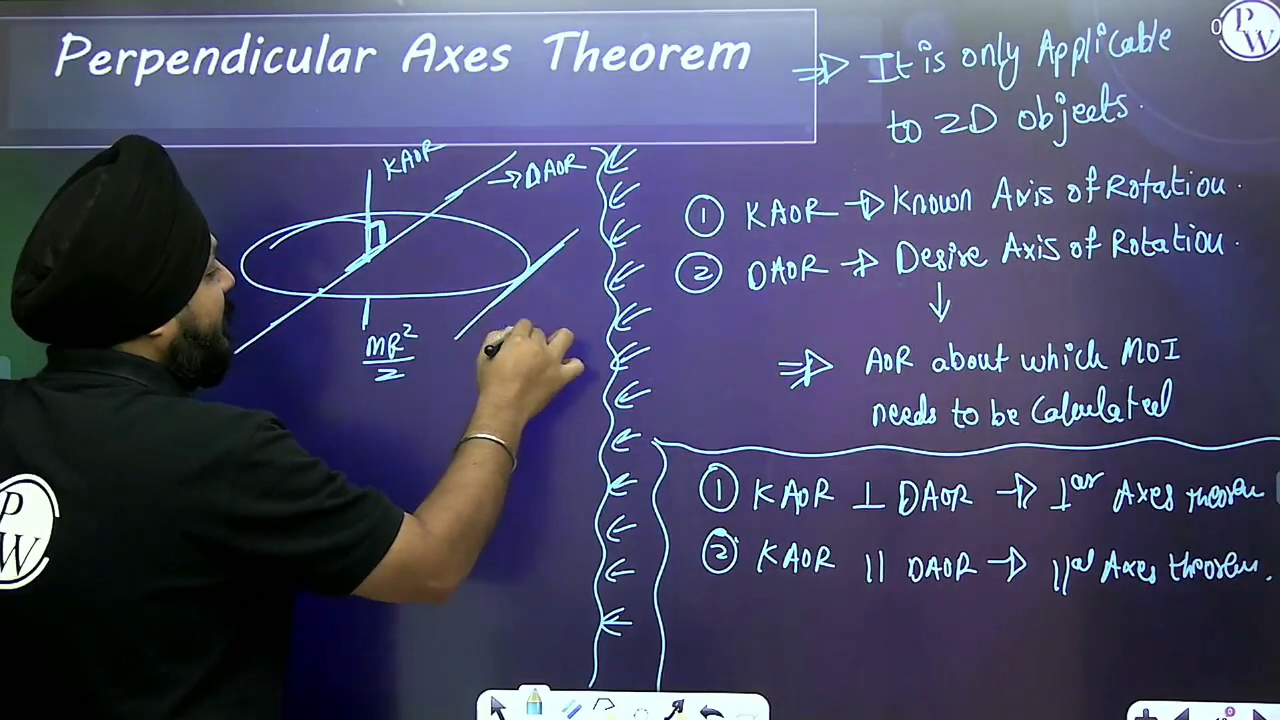 Perpendicular Axes Theorem
⇒ It is only Applicable
to 2D objects.
PW
KAOR
→ DAOR
MR²
2
① KAOR → Known Axis of Rotation.
② DAOR → Desire Axis of Rotation.
↓
⇒ AOR about which MOI
needs to be Calculated
① KAOR ⊥ DAOR → ⊥ar Axes theorem
② KAOR || DAOR → ||al Axes theorem.
PW